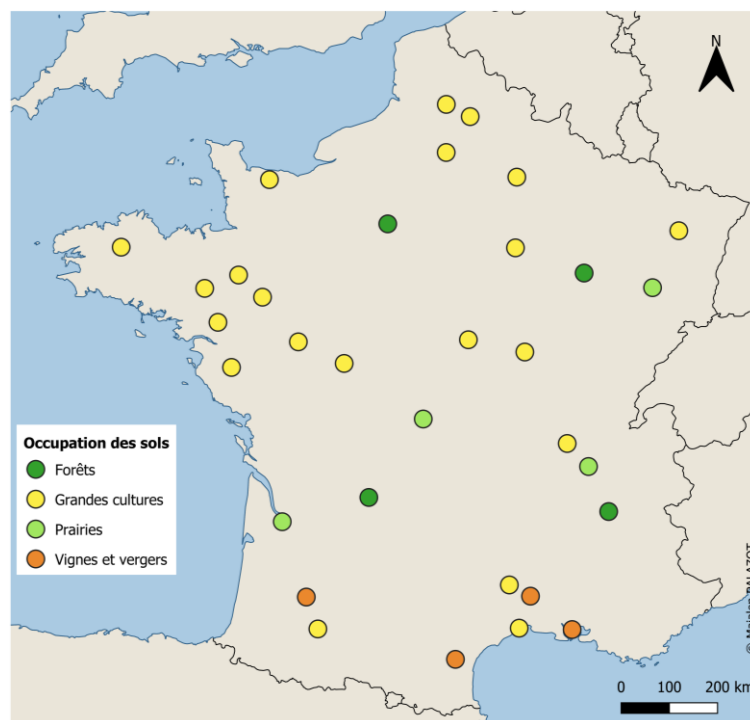 N
Occupation des sols
Forêts
Grandes cultures
Prairies
Vignes et vergers
0 100 200 km